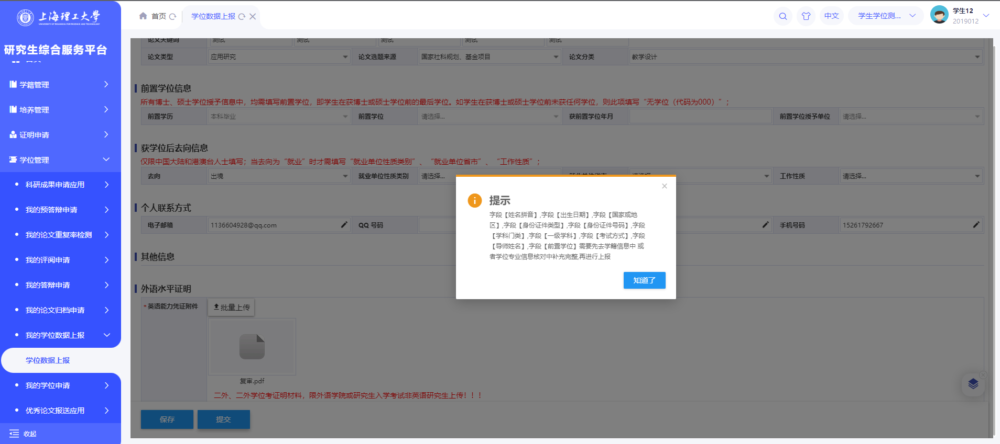 上海理工大学
UNIVERSITY OF SHANGHAI FOR SCIENCE AND TECHNOLOGY
首页
学位数据上报
中文
学生学位测...
学生12
2019012
研究生综合服务平台
学籍管理
培养管理
证明申请
学位管理
科研成果申请应用
我的预答辩申请
我的论文重复率检测
我的评阅申请
我的答辩申请
我的论文归档申请
我的学位数据上报
学位数据上报
我的学位申请
优秀论文报送应用
收起
论文关键词 测试 测试 测试 测试 测试
论文类型 应用研究 论文选题来源 国家社科规划、基金项目 论文分类 教学设计
前置学位信息
所有博士、硕士学位授予信息中，均需填写前置学位，即学生在获博士或硕士学位前的最后学位。如学生在获博士或硕士学位前未获任何学位，则此项填写“无学位（代码为000）”；
前置学历 本科毕业 前置学位 请选择... 获前置学位年月 前置学位授予单位 请选择...
获学位后去向信息
仅限中国大陆和港澳台人士填写；当去向为“就业”时才需填写“就业单位性质类别”、“就业单位省市”、“工作性质”；
去向 出境 就业单位性质类别 请选择... 就业单位省市 请选择... 工作性质 请选择...
个人联系方式
电子邮箱 1136604928@qq.com QQ 号码 手机号码 15261792667
其他信息
外语水平证明
*英语能力凭证附件 批量上传
复审.pdf
二外、二外学位考证明材料，限外语学院或研究生入学考试非英语研究生上传！！！
保存 提交
提示
字段【姓名拼音】,字段【出生日期】,字段【国家或地
区】,字段【身份证件类型】,字段【身份证件号码】,字段
【学科门类】,字段【一级学科】,字段【考试方式】,字段
【导师姓名】,字段【前置学位】需要先去学籍信息中 或
者学位专业信息核对中补充完整,再进行上报
知道了